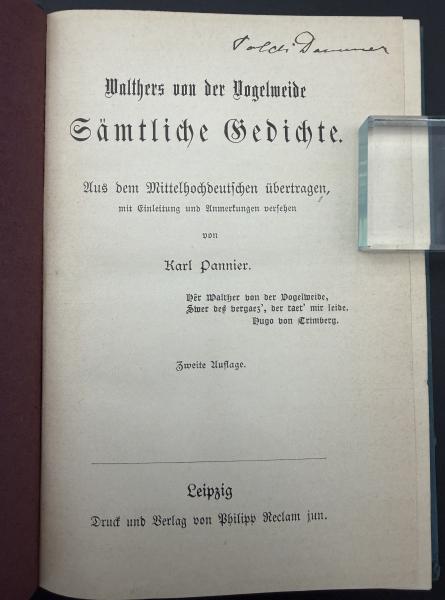 Walthers von der Vogelweide
Sämtliche Gedichte.
Aus dem Mittelhochdeutschen übertragen,
mit Einleitung und Anmerkungen versehen
von
Karl Pannier.
Hêr Walther von der Vogelweide,
Swer des vergaez', der taet' mir leide.
Hugo von Trimberg.
Zweite Auflage.
Leipzig
Druck und Verlag von Philipp Reclam jun.